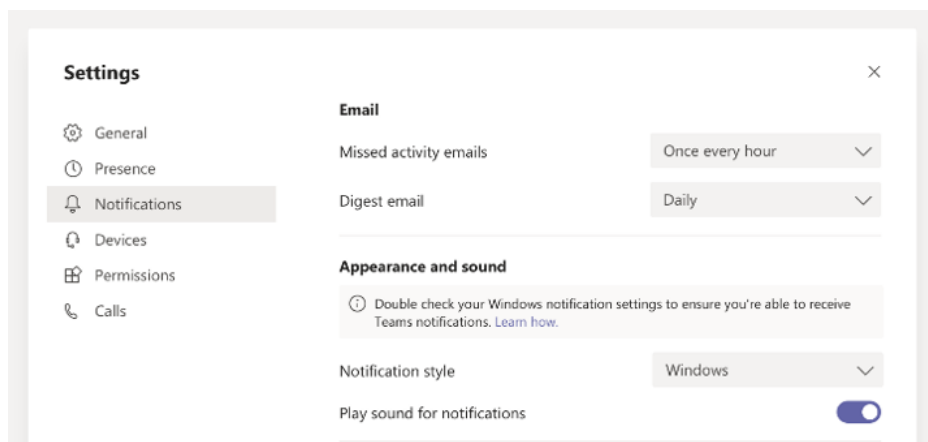 Settings
General
Presence
Notifications
Devices
Permissions
Calls
Email
Missed activity emails
Once every hour
Digest email
Daily
Appearance and sound
Double check your Windows notification settings to ensure you're able to receive
Teams notifications. Learn how.
Notification style
Windows
Play sound for notifications